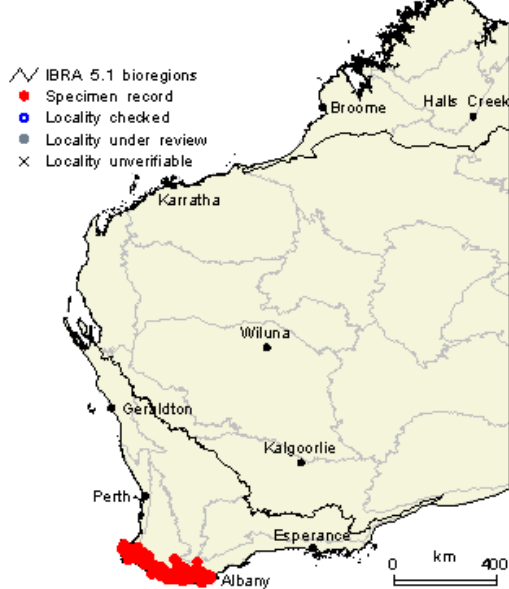 IBRA 5.1 bioregions
Specimen record
Locality checked
Locality under review
Locality unverifiable
Broome
Halls Creek
Karratha
Wiluna
Geraldton
Kalgoorlie
Perth
Esperance
Albany
km
0 400